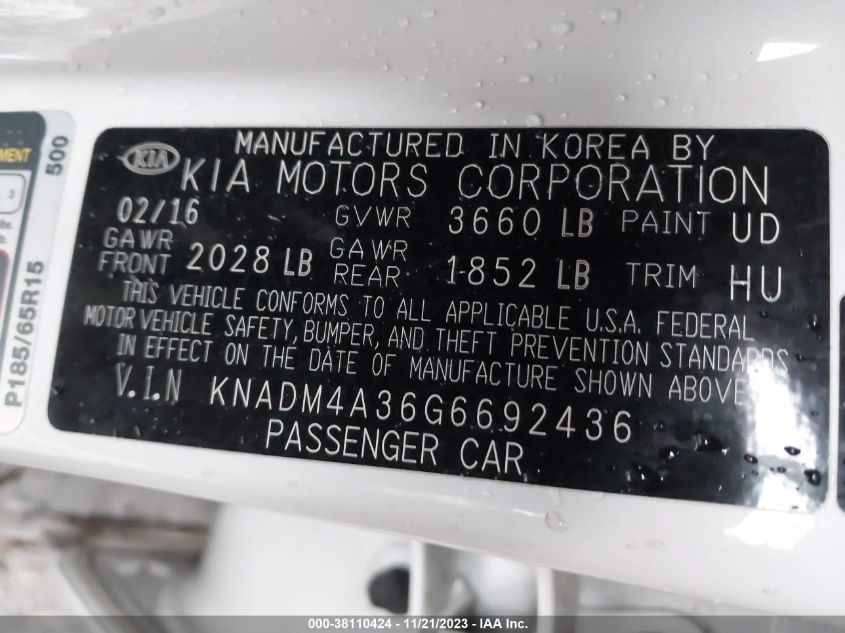 MANUFACTURED IN KOREA BY
KIA KIA MOTORS CORPORATION
02/16 GVWR 3660 LB PAINT UD
GAWR FRONT 2028 LB GAWR REAR 1852 LB TRIM HU
THIS VEHICLE CONFORMS TO ALL APPLICABLE U.S.A. FEDERAL
MOTOR VEHICLE SAFETY, BUMPER, AND THEFT PREVENTION STANDARDS
IN EFFECT ON THE DATE OF MANUFACTURE SHOWN ABOVE
V.I.N KNADM4A36G6692436
PASSENGER CAR
500
P185/65R15
000-38110424 - 11/21/2023 - IAA Inc.